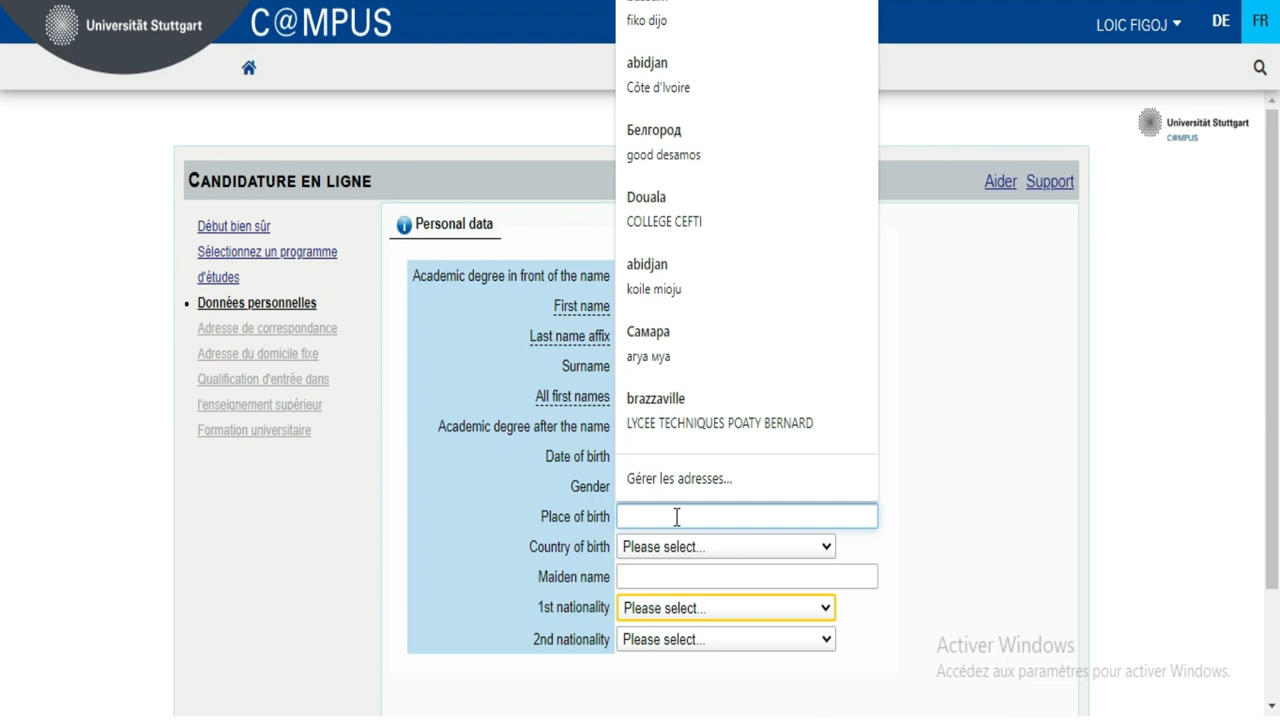 Universität Stuttgart
C@MPUS
LOIC FIGOJ
DE
FR
Universität Stuttgart
C@MPUS
CANDIDATURE EN LIGNE
Aider
Support
Début bien sûr
Sélectionnez un programme
d'études
Données personnelles
Adresse de correspondance
Adresse du domicile fixe
Qualification d'entrée dans
l'enseignement supérieur
Formation universitaire
Personal data
Academic degree in front of the name
First name
Last name affix
Surname
All first names
Academic degree after the name
Date of birth
Gender
Place of birth
Country of birth Please select...
Maiden name
1st nationality Please select...
2nd nationality Please select...
fiko dijo
abidjan
Côte d'Ivoire
Белгород
good desamos
Douala
COLLEGE CEFTI
abidjan
koile mioju
Самара
arya мya
brazzaville
LYCEE TECHNIQUES POATY BERNARD
Gérer les adresses...
Activer Windows
Accédez aux paramètres pour activer Windows.